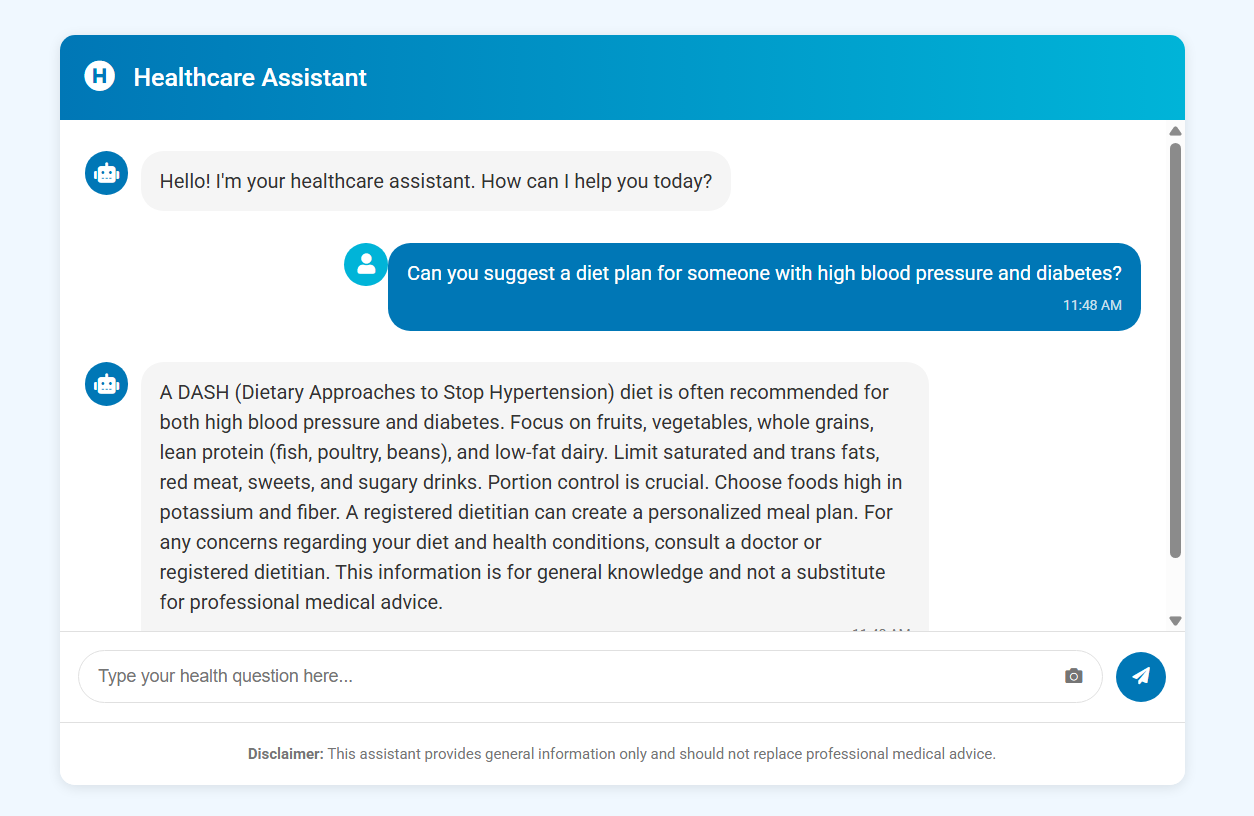 H Healthcare Assistant
Hello! I'm your healthcare assistant. How can I help you today?
Can you suggest a diet plan for someone with high blood pressure and diabetes?
11:48 AM
A DASH (Dietary Approaches to Stop Hypertension) diet is often recommended for
both high blood pressure and diabetes. Focus on fruits, vegetables, whole grains,
lean protein (fish, poultry, beans), and low-fat dairy. Limit saturated and trans fats,
red meat, sweets, and sugary drinks. Portion control is crucial. Choose foods high in
potassium and fiber. A registered dietitian can create a personalized meal plan. For
any concerns regarding your diet and health conditions, consult a doctor or
registered dietitian. This information is for general knowledge and not a substitute
for professional medical advice.
Type your health question here...
Disclaimer: This assistant provides general information only and should not replace professional medical advice.